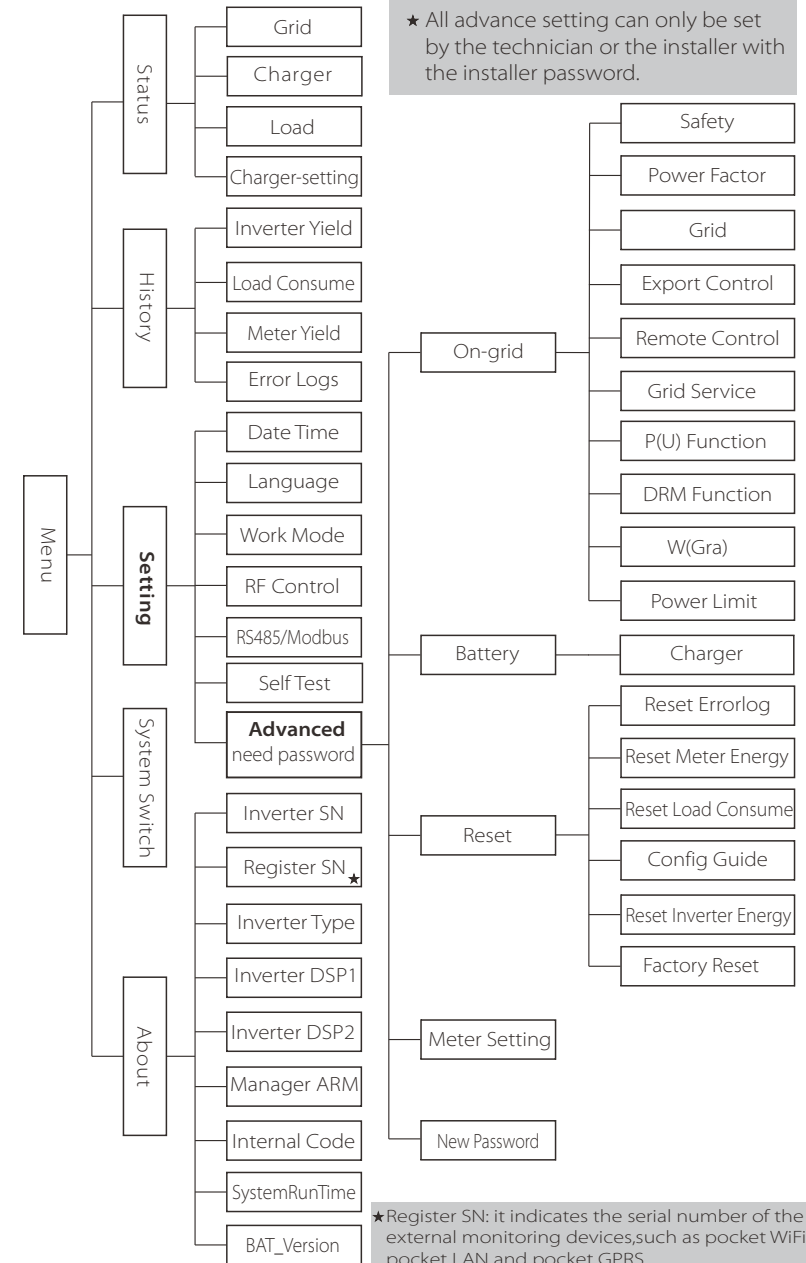 ★ All advance setting can only be set
by the technician or the installer with
the installer password.
Menu
Status
Grid
Charger
Load
Charger-setting
History
Inverter Yield
Load Consume
Meter Yield
Error Logs
Setting
Date Time
Language
Work Mode
RF Control
RS485/Modbus
Self Test
Advanced
need password
System Switch
About
Inverter SN
Register SN ★
Inverter Type
Inverter DSP1
Inverter DSP2
Manager ARM
Internal Code
SystemRunTime
BAT_Version
On-grid
Safety
Power Factor
Grid
Export Control
Remote Control
Grid Service
P(U) Function
DRM Function
W(Gra)
Power Limit
Battery
Charger
Reset
Reset Errorlog
Reset Meter Energy
Reset Load Consume
Config Guide
Reset Inverter Energy
Factory Reset
Meter Setting
New Password
★Register SN: it indicates the serial number of the
external monitoring devices,such as pocket WiFi
pocket LAN and pocket GPRS